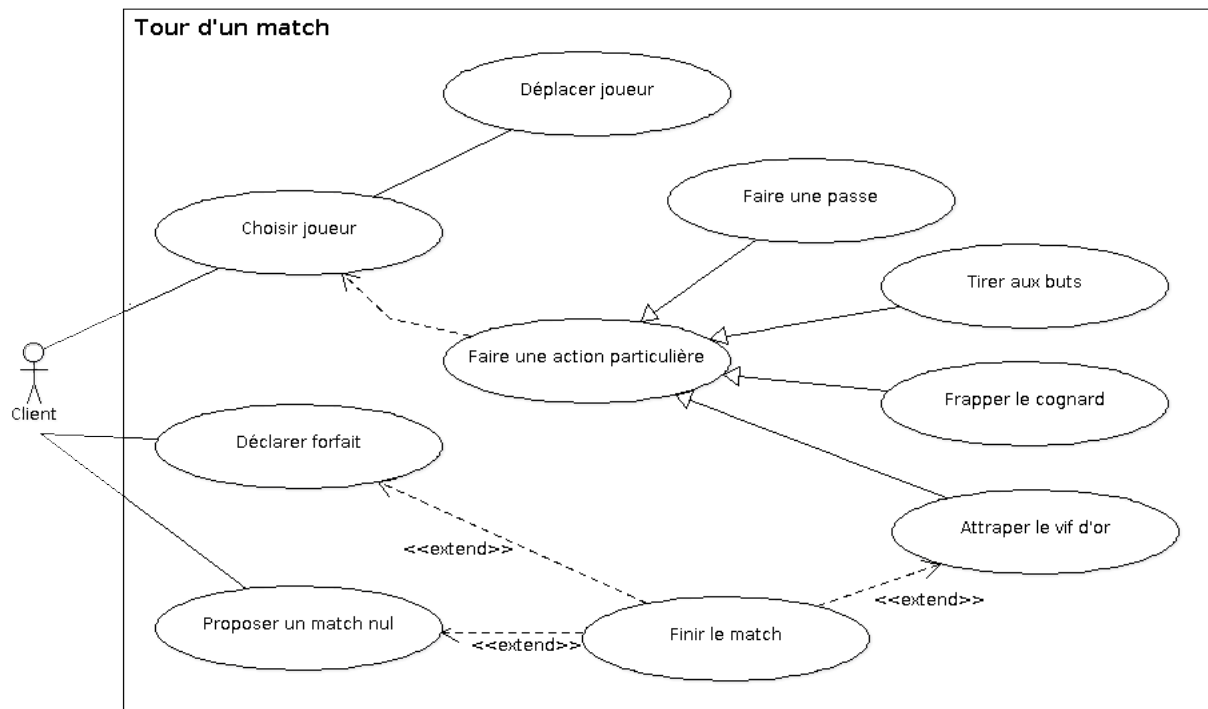 Tour d'un match
Déplacer joueur
Faire une passe
Choisir joueur
Tirer aux buts
Faire une action particulière
Client
Frapper le cognard
Déclarer forfait
Attraper le vif d'or
<<extend>>
<<extend>>
Proposer un match nul
<<extend>>
Finir le match